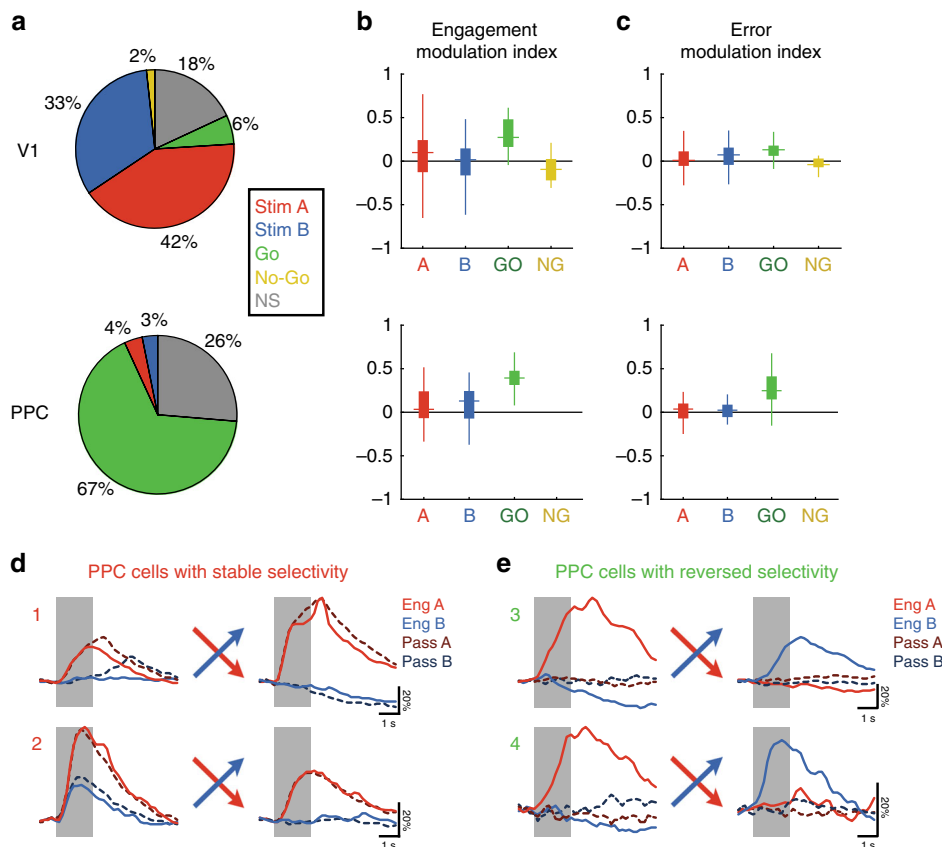 a
V1
2%
18%
33%
6%
42%
Stim A
Stim B
Go
No-Go
NS
PPC
4%
3%
26%
67%
b
Engagement
modulation index
1
0.5
0
–0.5
–1
A B GO NG
1
0.5
0
–0.5
–1
A B GO NG
c
Error
modulation index
1
0.5
0
–0.5
–1
A B GO NG
1
0.5
0
–0.5
–1
A B GO NG
d
PPC cells with stable selectivity
1
Eng A
Eng B
Pass A
Pass B
20%
1 s
2
20%
1 s
e
PPC cells with reversed selectivity
3
Eng A
Eng B
Pass A
Pass B
20%
1 s
4
20%
1 s